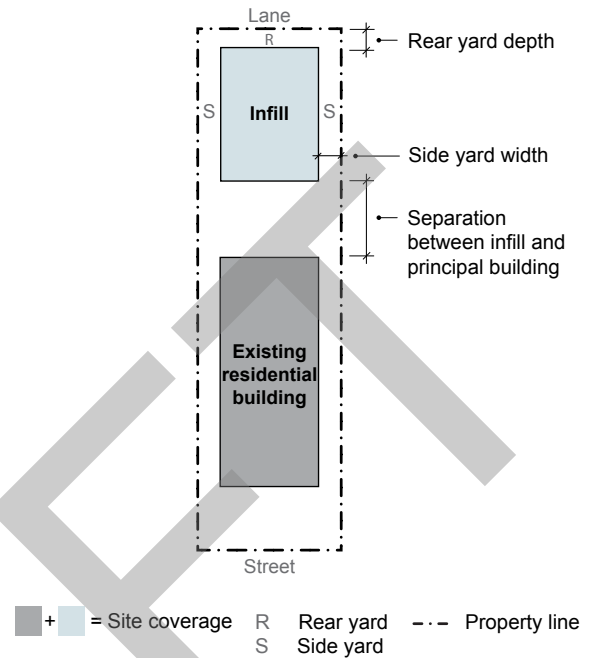 Lane
R
Rear yard depth
S
Infill
S
Side yard width
Separation
between infill and
principal building
Existing
residential
building
Street
+ = Site coverage R Rear yard Property line
S Side yard